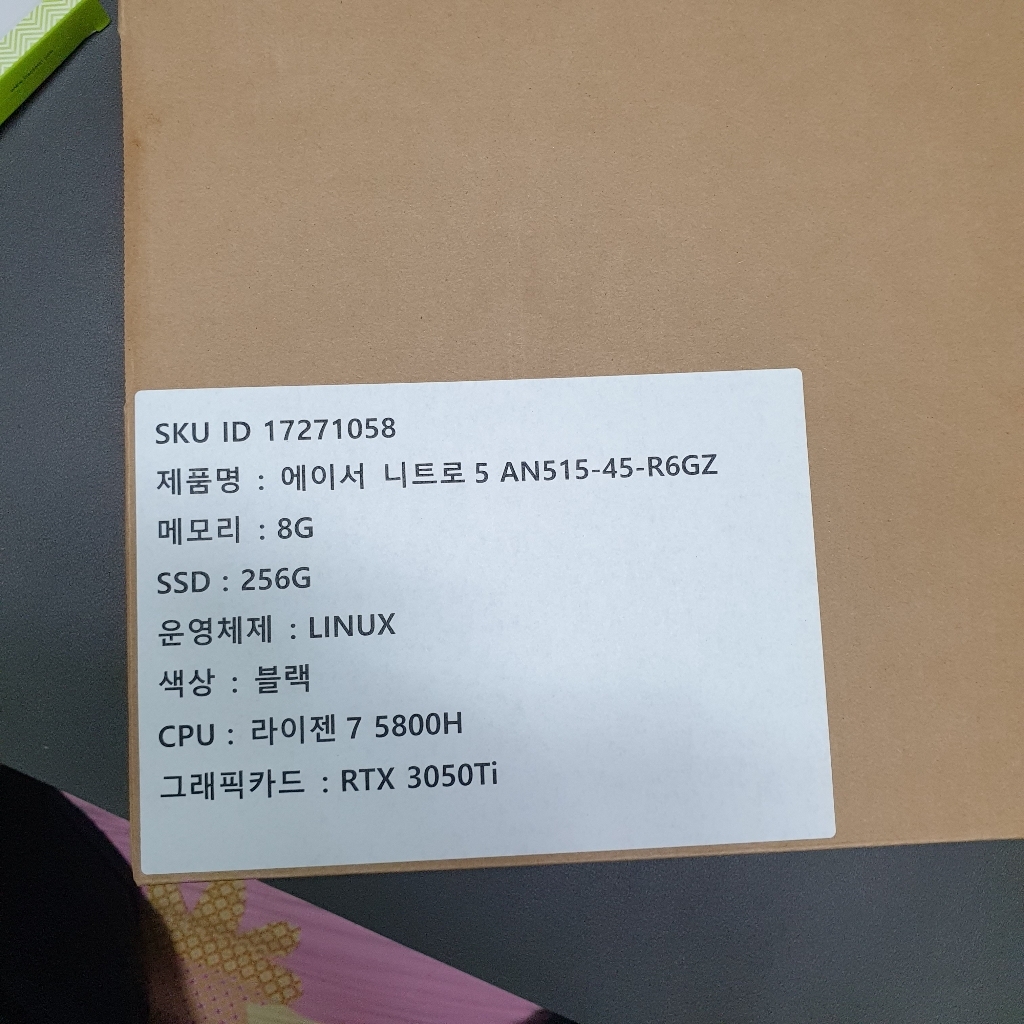 SKU ID 17271058
제품명 : 에이서 니트로 5 AN515-45-R6GZ
메모리 : 8G
SSD : 256G
운영체제 : LINUX
색상 : 블랙
CPU : 라이젠 7 5800H
그래픽카드 : RTX 3050Ti